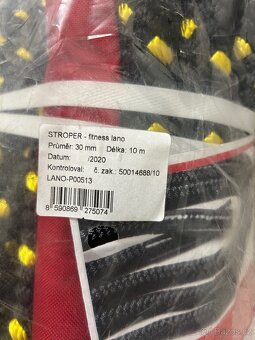 STROPER - fitness lano
Průměr: 30 mm Délka: 10 m
Datum: /2020
Kontroloval: č. zak.: 50014688/10
LANO-P00513
8 590869 275074